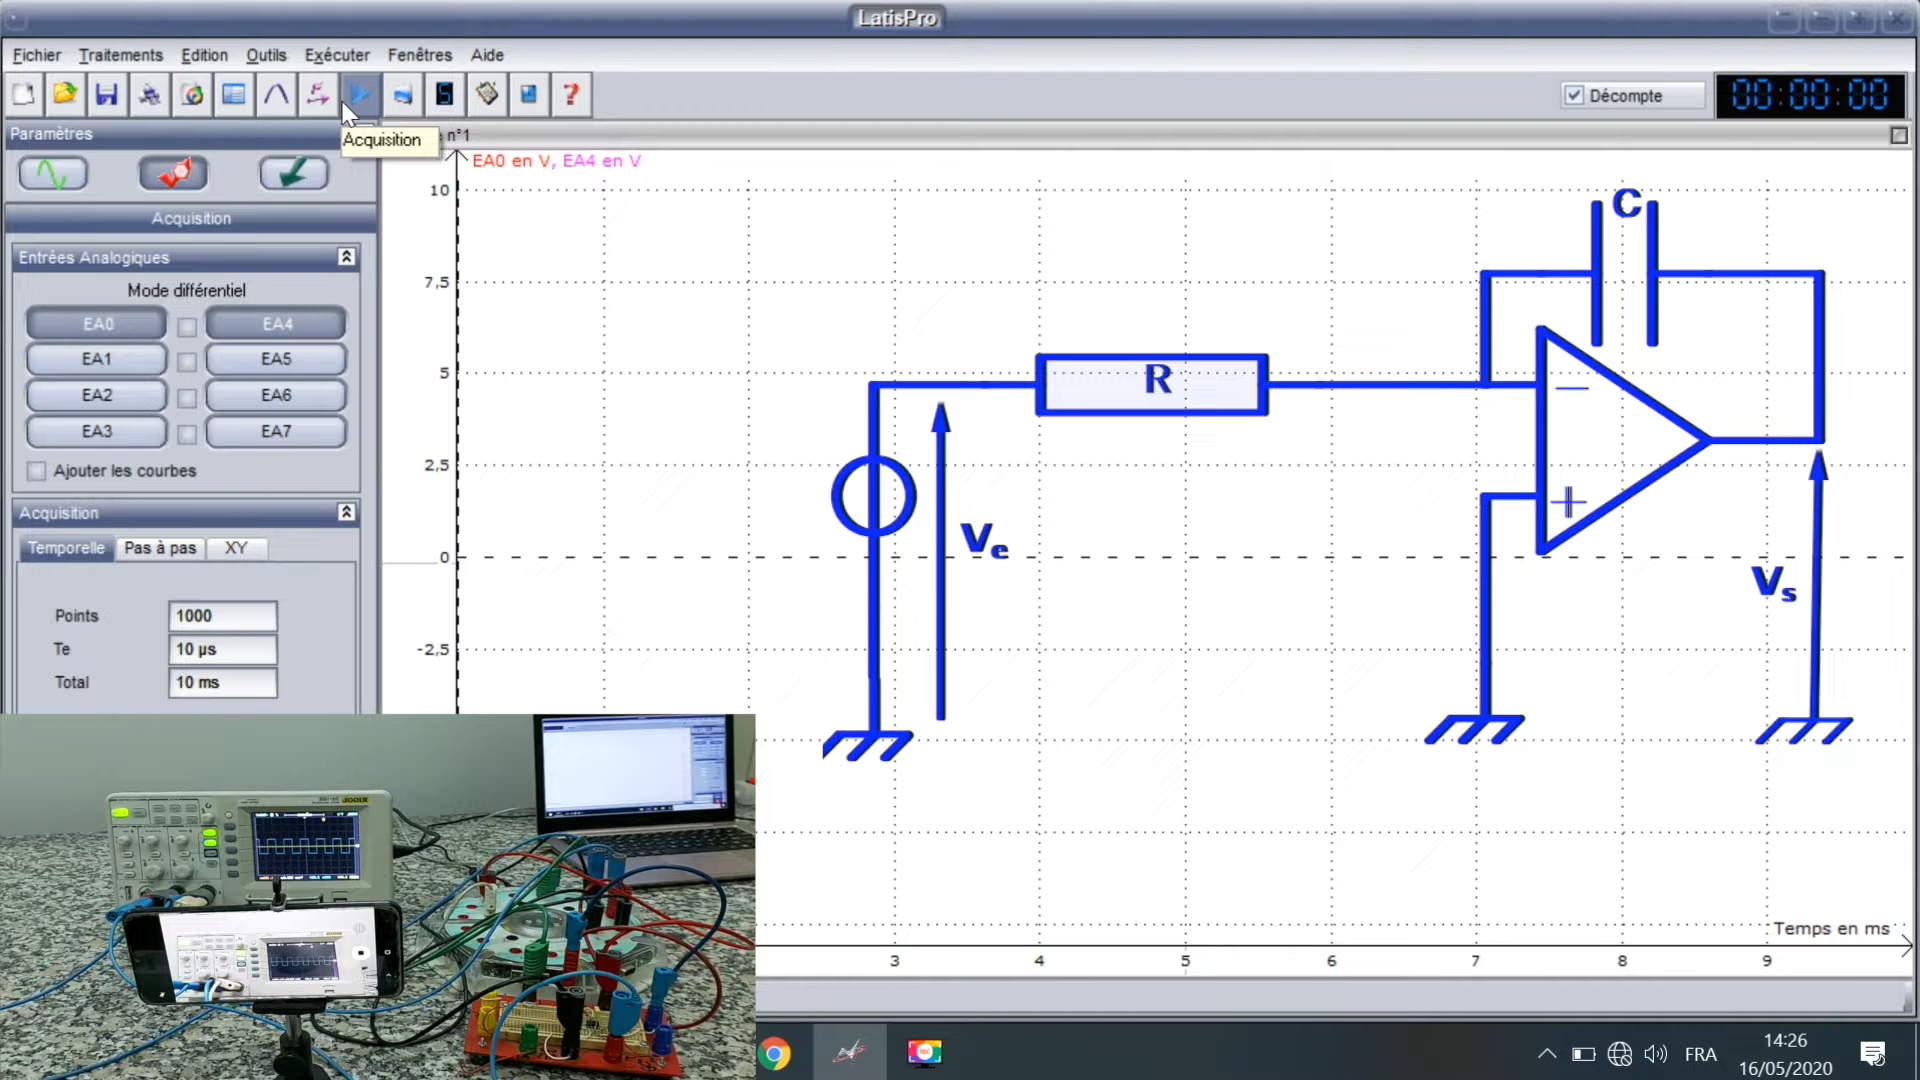 LatisPro
Fichier Traitements Edition Outils Exécuter Fenêtres Aide
Décompte
00:00:00:00
Paramètres
Acquisition
n°1
EA0 en V, EA4 en V
Acquisition
Entrées Analogiques
Mode différentiel
EA0 EA4
EA1 EA5
EA2 EA6
EA3 EA7
Ajouter les courbes
Acquisition
Temporelle Pas à pas XY
Points 1000
Te 10 µs
Total 10 ms
10
7,5
5
2,5
0
-2,5
C
R
Ve
Vs
−
+
Temps en ms
3 4 5 6 7 8 9
REC
FRA
14:26
16/05/2020